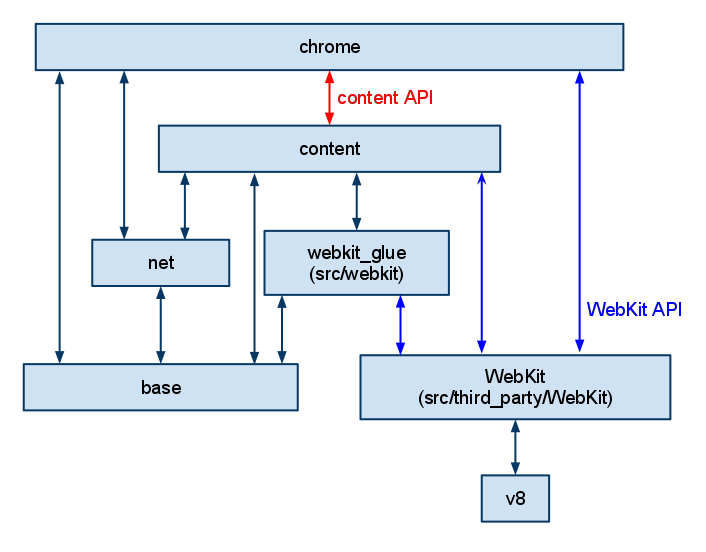 chrome
content API
content
net
webkit_glue
(src/webkit)
WebKit API
base
WebKit
(src/third_party/WebKit)
v8